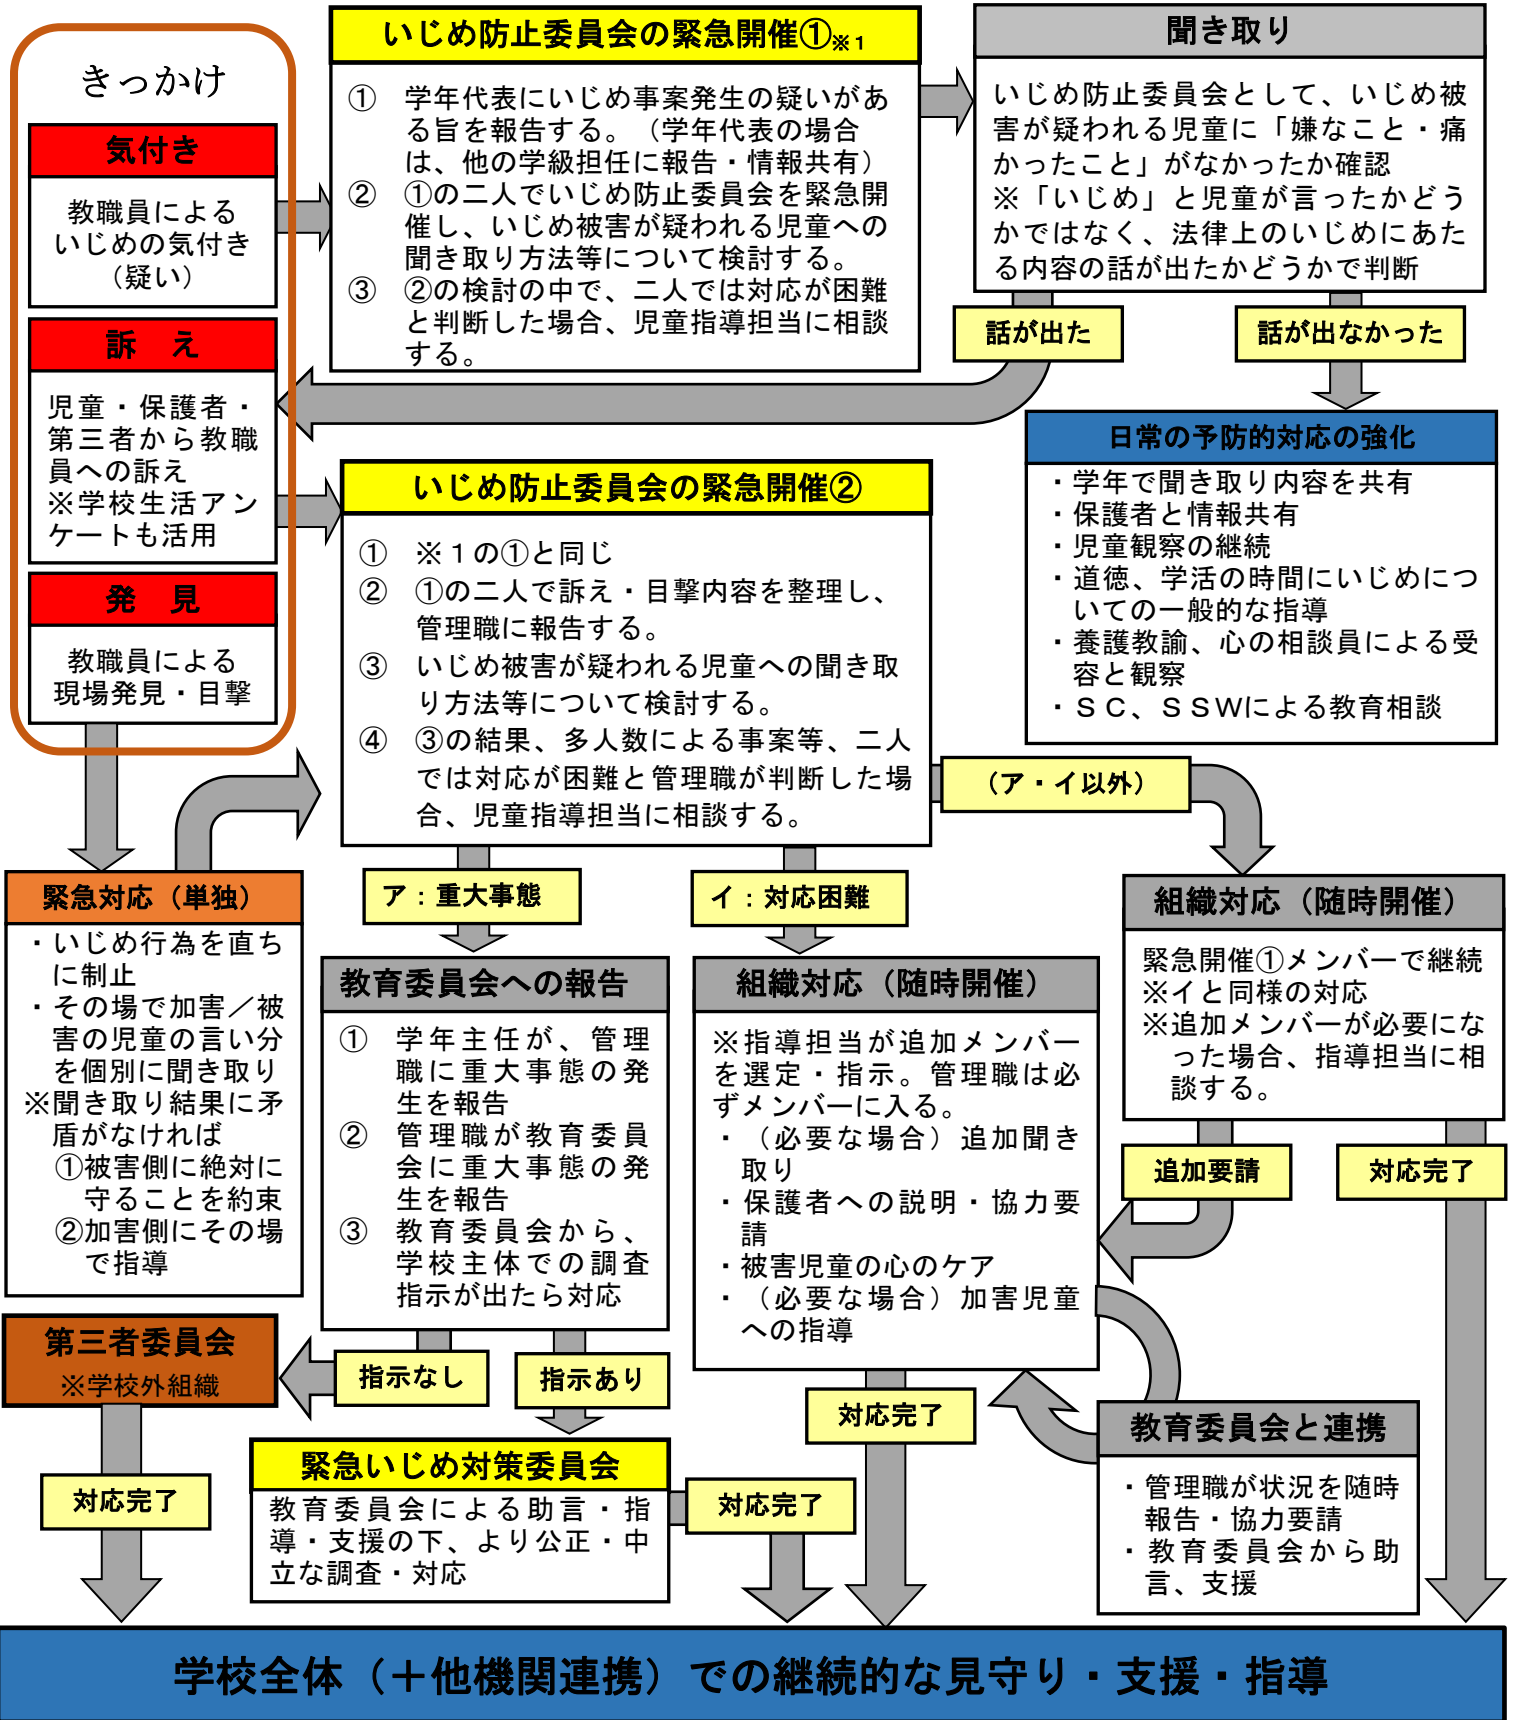 きっかけ
気付き
教職員による
いじめの気付き
（疑い）
訴　え
児童・保護者・
第三者から教職
員への訴え
※学校生活アン
ケートも活用
発　見
教職員による
現場発見・目撃
いじめ防止委員会の緊急開催①※1
①　学年代表にいじめ事案発生の疑いがあ
る旨を報告する。（学年代表の場合
は、他の学級担任に報告・情報共有）
②　①の二人でいじめ防止委員会を緊急開
催し、いじめ被害が疑われる児童への
聞き取り方法等について検討する。
③　②の検討の中で、二人では対応が困難
と判断した場合、児童指導担当に相談
する。
聞き取り
いじめ防止委員会として、いじめ被
害が疑われる児童に「嫌なこと・痛
かったこと」がなかったか確認
※「いじめ」と児童が言ったかどう
かではなく、法律上のいじめにあた
る内容の話が出たかどうかで判断
話が出た
話が出なかった
日常の予防的対応の強化
・学年で聞き取り内容を共有
・保護者と情報共有
・児童観察の継続
・道徳、学活の時間にいじめにつ
いての一般的な指導
・養護教諭、心の相談員による受
容と観察
・ＳＣ、ＳＳＷによる教育相談
いじめ防止委員会の緊急開催②
①　※１の①と同じ
②　①の二人で訴え・目撃内容を整理し、
管理職に報告する。
③　いじめ被害が疑われる児童への聞き取
り方法等について検討する。
④　③の結果、多人数による事案等、二人
では対応が困難と管理職が判断した場
合、児童指導担当に相談する。
（ア・イ以外）
ア：重大事態
イ：対応困難
緊急対応（単独）
・いじめ行為を直ち
に制止
・その場で加害／被
害の児童の言い分
を個別に聞き取り
※聞き取り結果に矛
盾がなければ
①被害側に絶対に
守ることを約束
②加害側にその場
で指導
教育委員会への報告
①　学年主任が、管理
職に重大事態の発
生を報告
②　管理職が教育委員
会に重大事態の発
生を報告
③　教育委員会から、
学校主体での調査
指示が出たら対応
組織対応（随時開催）
※指導担当が追加メンバー
を選定・指示。管理職は必
ずメンバーに入る。
・（必要な場合）追加聞き
取り
・保護者への説明・協力要
請
・被害児童の心のケア
・（必要な場合）加害児童
への指導
組織対応（随時開催）
緊急開催①メンバーで継続
※イと同様の対応
※追加メンバーが必要にな
った場合、指導担当に相
談する。
追加要請
対応完了
第三者委員会
※学校外組織
指示なし
指示あり
対応完了
教育委員会と連携
・管理職が状況を随時
報告・協力要請
・教育委員会から助
言、支援
対応完了
緊急いじめ対策委員会
教育委員会による助言・指
導・支援の下、より公正・中
立な調査・対応
対応完了
学校全体（＋他機関連携）での継続的な見守り・支援・指導